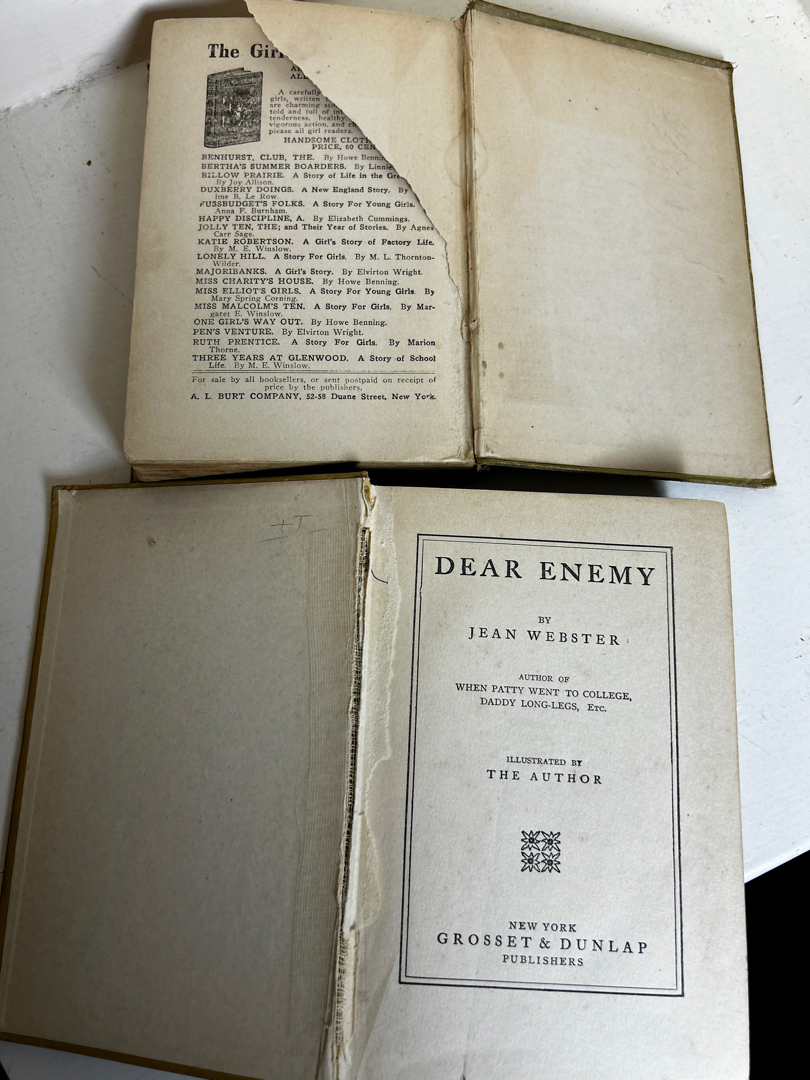 The Girl
AL
A carefully
girls, written
are charming
told and full of
tenderness, healthy,
vigorous action, and
please all girl readers.
HANDSOME CLOTH
PRICE, 60 CEN
BENHURST, CLUB, THE. By Howe Bennin
BERTHA'S SUMMER BOARDERS. By Linnie
BILLOW PRAIRIE. A Story of Life in the Gre
By Joy Allison.
DUXBERRY DOINGS. A New England Story. By
line B. Le Row.
FUSSBUDGET'S FOLKS. A Story For Young Girls.
Anna F. Burnham.
HAPPY DISCIPLINE, A. By Elizabeth Cummings.
JOLLY TEN, THE; and Their Year of Stories. By Agnes
Carr Sage.
KATIE ROBERTSON. A Girl's Story of Factory Life.
By M. E. Winslow.
LONELY HILL. A Story For Girls. By M. L. Thornton-
Wilder.
MAJORIBANKS. A Girl's Story. By Elvirton Wright.
MISS CHARITY'S HOUSE. By Howe Benning.
MISS ELLIOT'S GIRLS. A Story For Young Girls. By
Mary Spring Corning.
MISS MALCOLM'S TEN. A Story For Girls. By Mar-
garet E. Winslow.
ONE GIRL'S WAY OUT. By Howe Benning.
PEN'S VENTURE. By Elvirton Wright.
RUTH PRENTICE. A Story For Girls. By Marion
Thorne.
THREE YEARS AT GLENWOOD. A Story of School
Life. By M. E. Winslow.
For sale by all booksellers, or sent postpaid on receipt of
price by the publishers,
A. L. BURT COMPANY, 52-58 Duane Street, New York
DEAR ENEMY
BY
JEAN WEBSTER
AUTHOR OF
WHEN PATTY WENT TO COLLEGE,
DADDY LONG-LEGS, Etc.
ILLUSTRATED BY
THE AUTHOR
NEW YORK
GROSSET & DUNLAP
PUBLISHERS